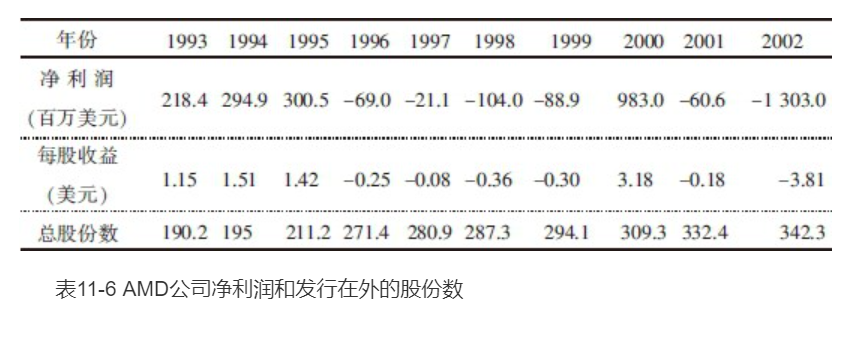 年份 1993 1994 1995 1996 1997 1998 1999 2000 2001 2002
净利润
(百万美元) 218.4 294.9 300.5 -69.0 -21.1 -104.0 -88.9 983.0 -60.6 -1 303.0
每股收益
(美元) 1.15 1.51 1.42 -0.25 -0.08 -0.36 -0.30 3.18 -0.18 -3.81
总股份数 190.2 195 211.2 271.4 280.9 287.3 294.1 309.3 332.4 342.3
表11-6 AMD公司净利润和发行在外的股份数